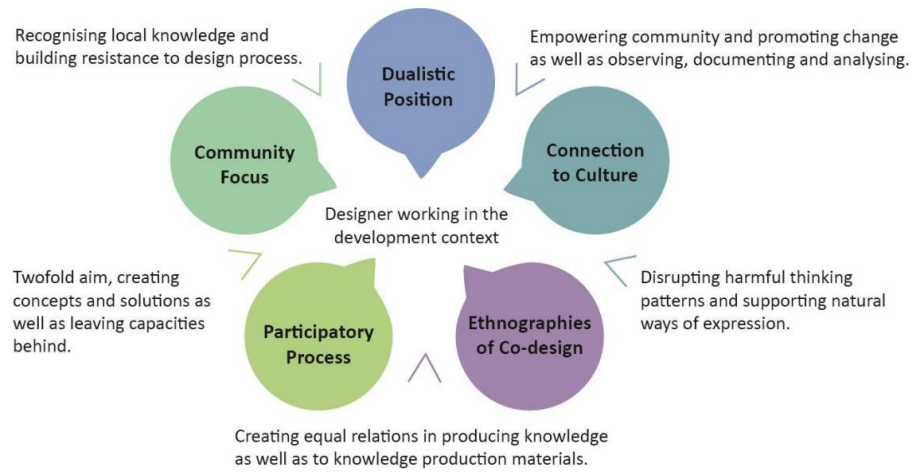 Recognising local knowledge and
building resistance to design process.
Dualistic
Position
Empowering community and promoting change
as well as observing, documenting and analysing.
Community
Focus
Connection
to Culture
Designer working in the
development context
Twofold aim, creating
concepts and solutions as
well as leaving capacities
behind.
Participatory
Process
Ethnographies
of Co-design
Disrupting harmful thinking
patterns and supporting natural
ways of expression.
Creating equal relations in producing knowledge
as well as to knowledge production materials.